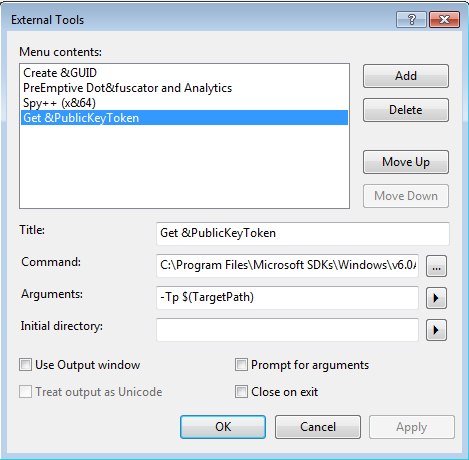 External Tools
Menu contents:
Create &GUID
PreEmptive Dot&fuscator and Analytics
Spy++ (x&64)
Get &PublicKeyToken
Add
Delete
Move Up
Move Down
Title:
Get &PublicKeyToken
Command:
C:\Program Files\Microsoft SDKs\Windows\v6.0A
...
Arguments:
-Tp $(TargetPath)
Initial directory:
Use Output window
Prompt for arguments
Treat output as Unicode
Close on exit
OK
Cancel
Apply